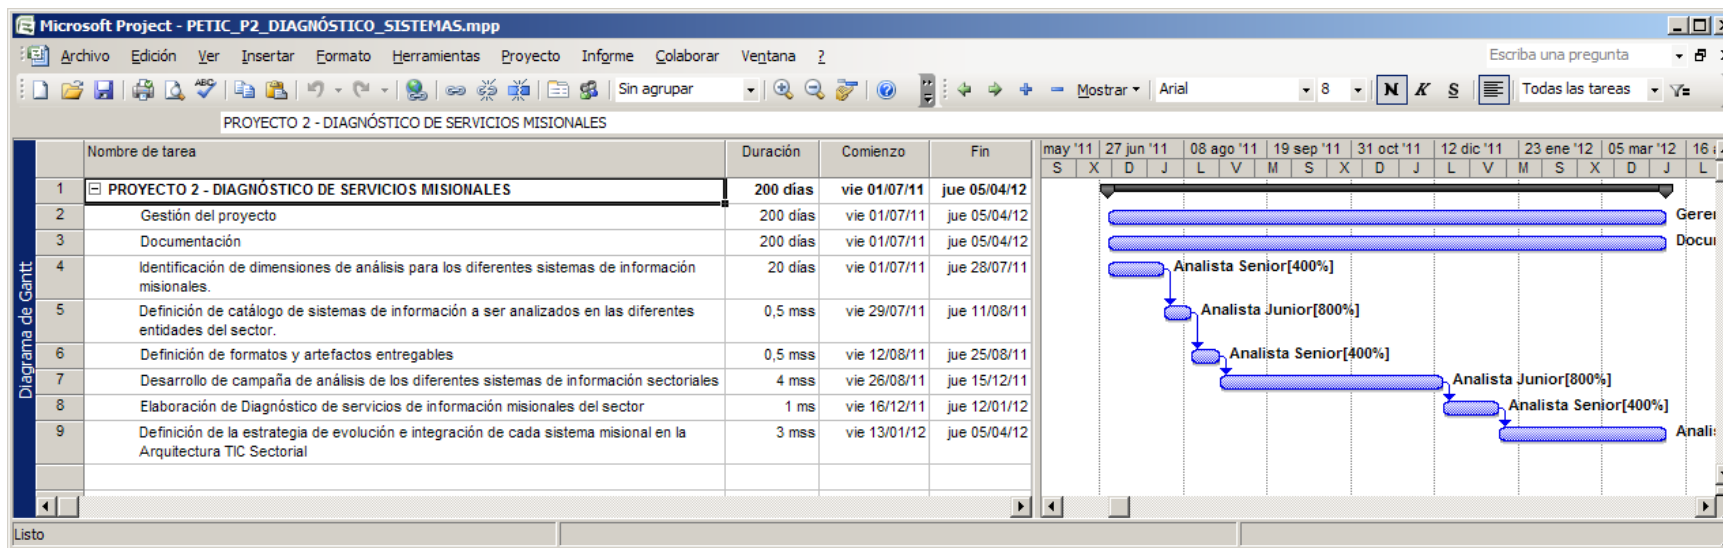 Microsoft Project - PETIC_P2_DIAGNÓSTICO_SISTEMAS.mpp
Archivo Edición Ver Insertar Formato Herramientas Proyecto Informe Colaborar Ventana ? Escriba una pregunta
ABC Sin agrupar Mostrar Arial 8 N K S Todas las tareas
PROYECTO 2 - DIAGNÓSTICO DE SERVICIOS MISIONALES
Nombre de tarea Duración Comienzo Fin may '11 27 jun '11 08 ago '11 19 sep '11 31 oct '11 12 dic '11 23 ene '12 05 mar '12 16
S X D J L V M S X D J L V M S X D J L
1 PROYECTO 2 - DIAGNÓSTICO DE SERVICIOS MISIONALES 200 días vie 01/07/11 jue 05/04/12
2 Gestión del proyecto 200 días vie 01/07/11 jue 05/04/12 Geren
3 Documentación 200 días vie 01/07/11 jue 05/04/12 Docum
4 Identificación de dimensiones de análisis para los diferentes sistemas de información 20 días vie 01/07/11 jue 28/07/11 Analista Senior[400%]
misionales.
5 Definición de catálogo de sistemas de información a ser analizados en las diferentes 0,5 mss vie 29/07/11 jue 11/08/11 Analista Junior[800%]
entidades del sector.
6 Definición de formatos y artefactos entregables 0,5 mss vie 12/08/11 jue 25/08/11 Analista Senior[400%]
7 Desarrollo de campaña de análisis de los diferentes sistemas de información sectoriales 4 mss vie 26/08/11 jue 15/12/11 Analista Junior[800%]
8 Elaboración de Diagnóstico de servicios de información misionales del sector 1 ms vie 16/12/11 jue 12/01/12 Analista Senior[400%]
9 Definición de la estrategia de evolución e integración de cada sistema misional en la 3 mss vie 13/01/12 jue 05/04/12 Analis
Arquitectura TIC Sectorial
Diagrama de Gantt
Listo